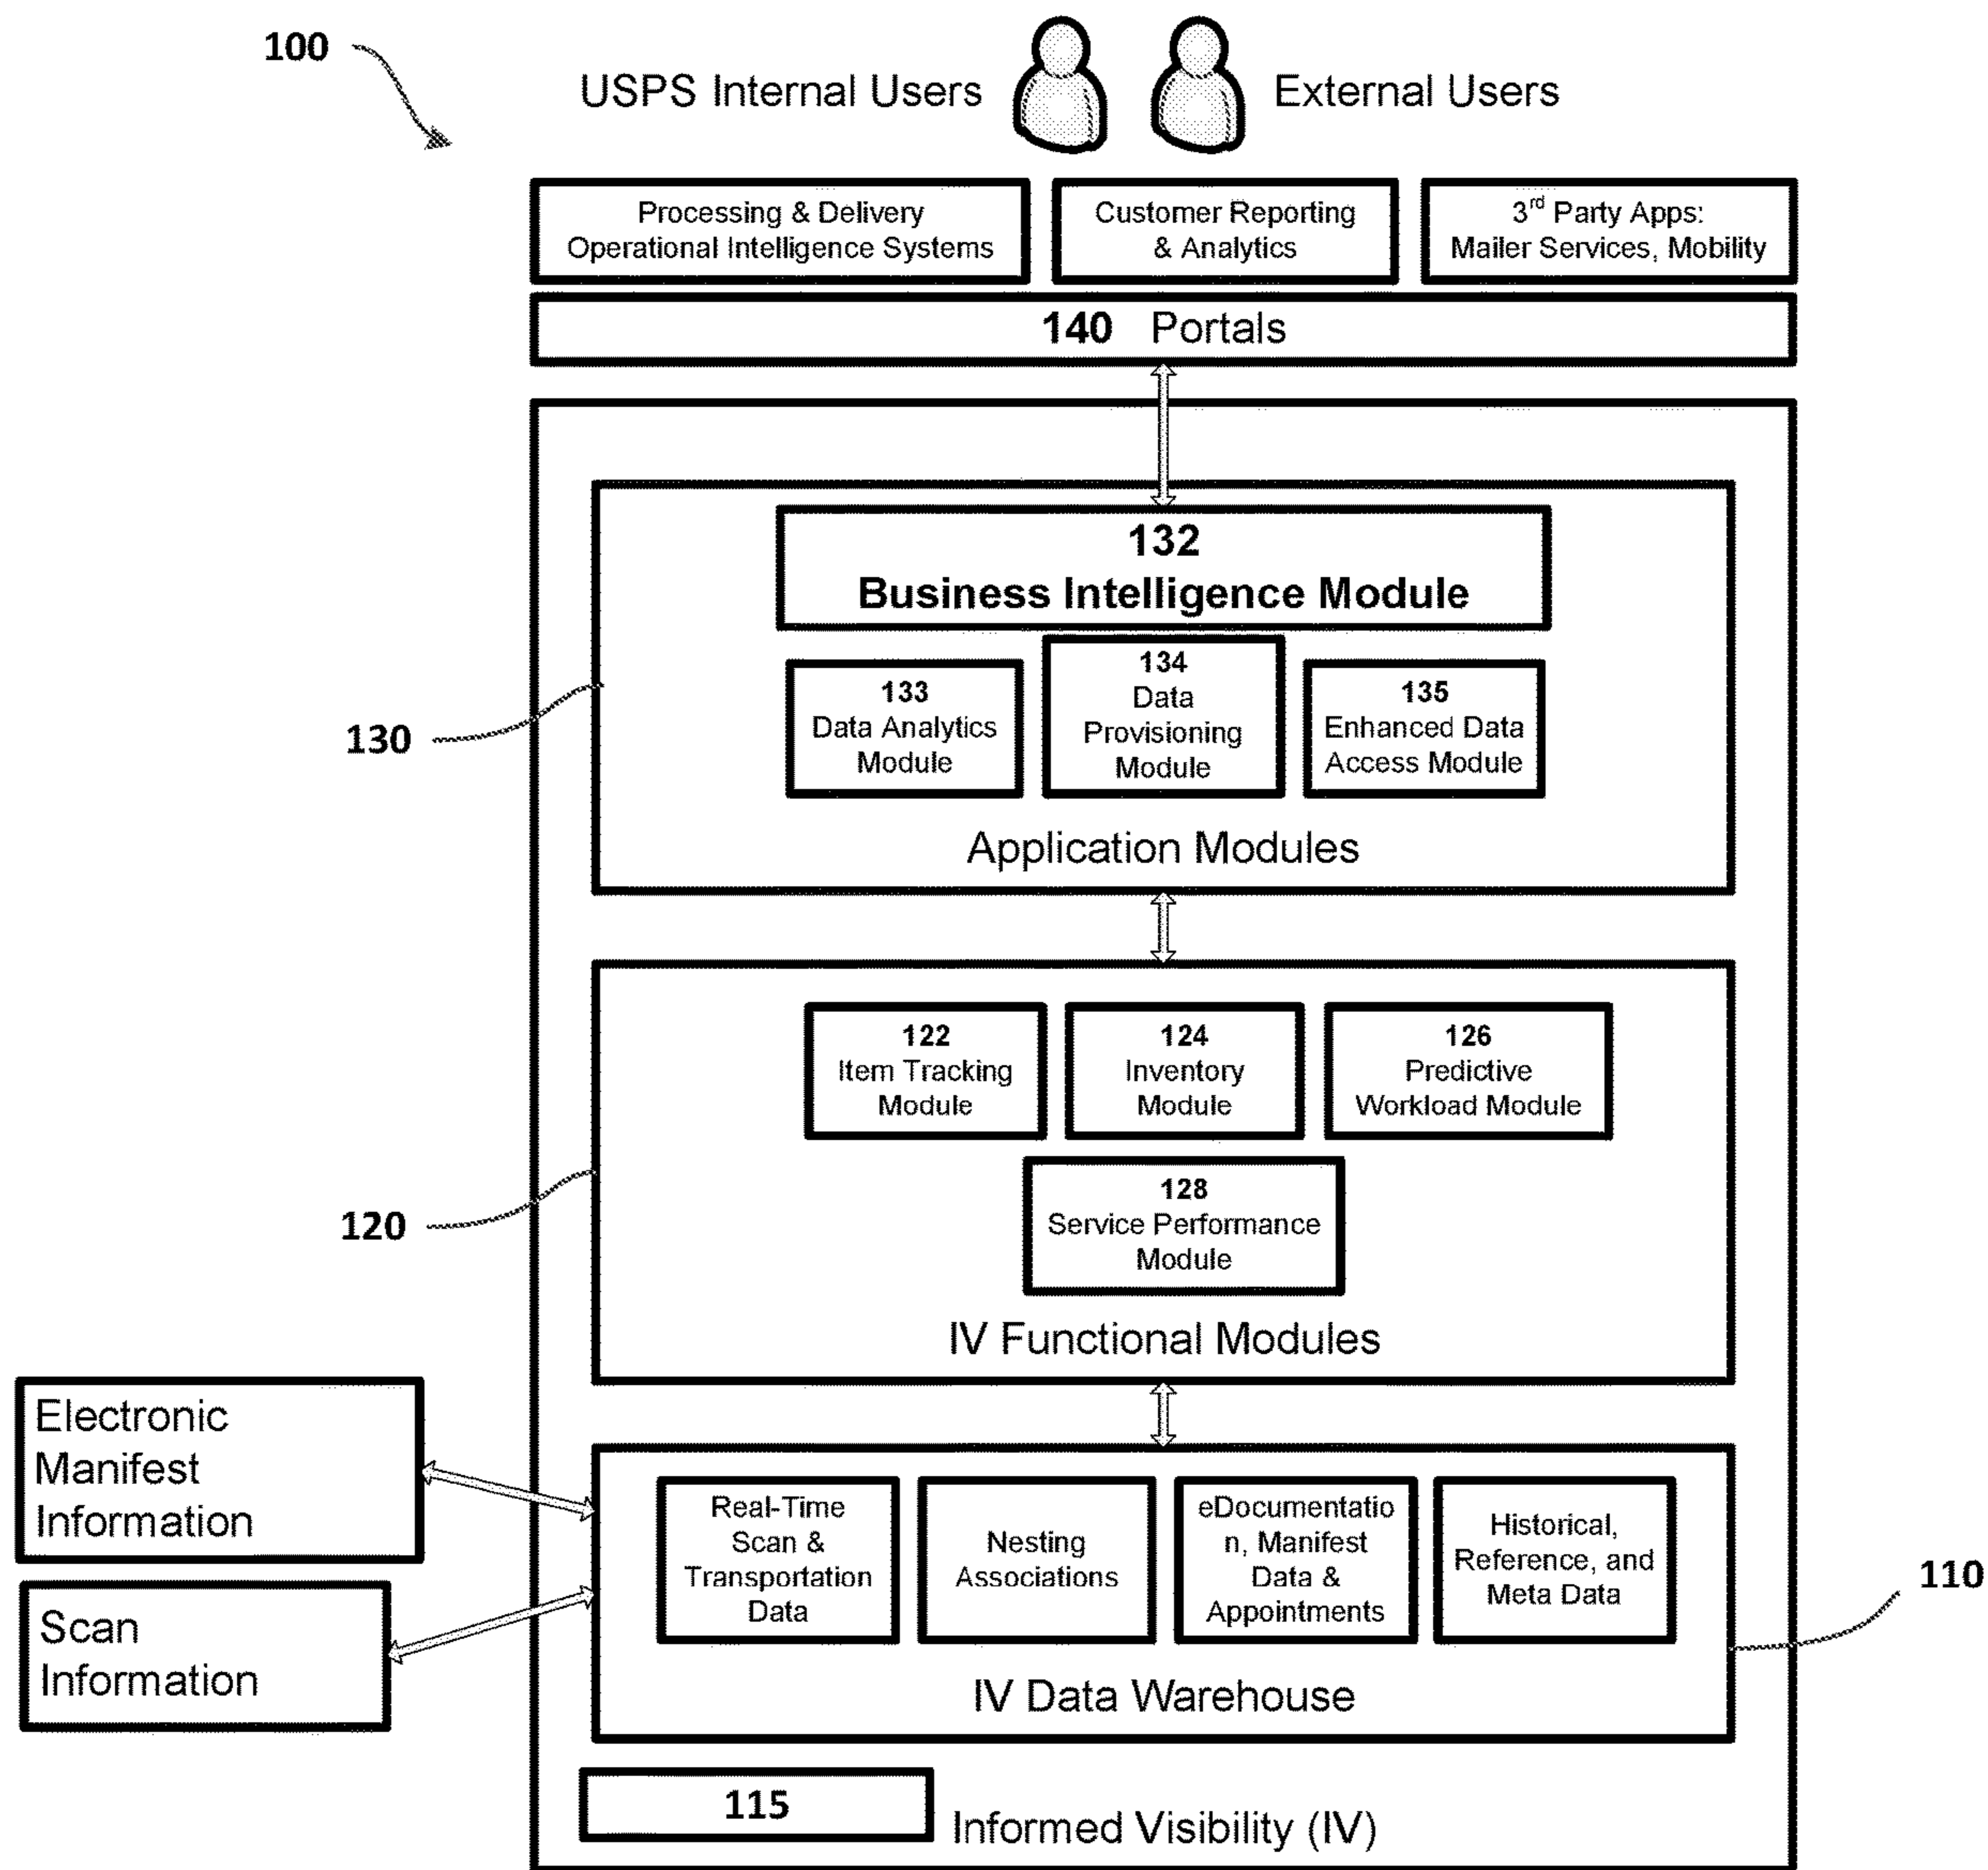 100
USPS Internal Users
External Users
Processing & Delivery
Operational Intelligence Systems
Customer Reporting
& Analytics
3rd Party Apps:
Mailer Services, Mobility
140 Portals
132
Business Intelligence Module
133
Data Analytics
Module
134
Data
Provisioning
Module
135
Enhanced Data
Access Module
130
Application Modules
122
Item Tracking
Module
124
Inventory
Module
126
Predictive
Workload Module
128
Service Performance
Module
120
IV Functional Modules
Electronic
Manifest
Information
Scan
Information
Real-Time
Scan &
Transportation
Data
Nesting
Associations
eDocumentatio
n, Manifest
Data &
Appointments
Historical,
Reference, and
Meta Data
110
IV Data Warehouse
115
Informed Visibility (IV)